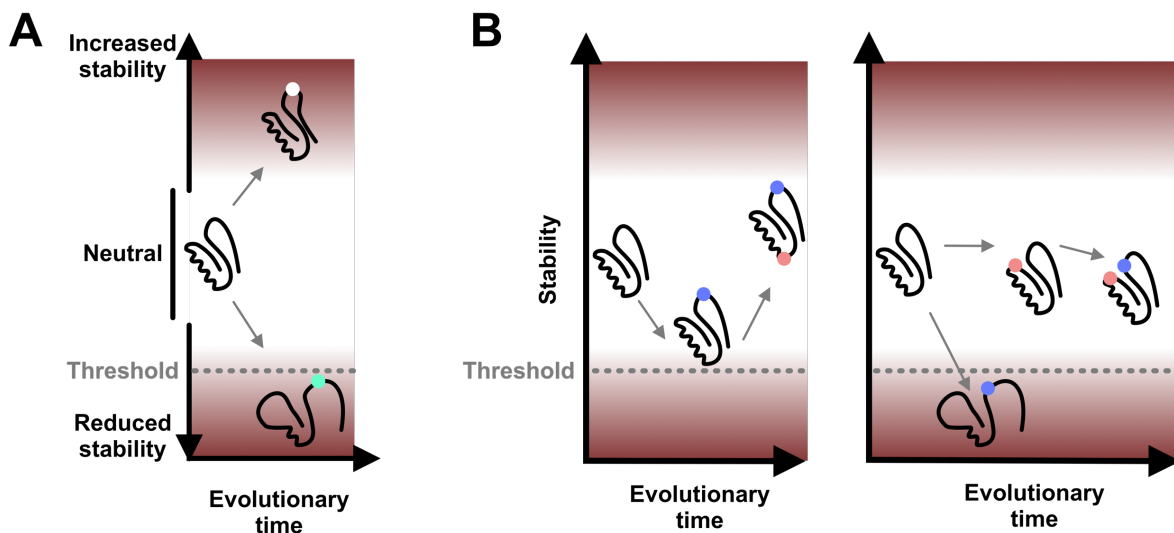 A
Increased
stability
Neutral
Threshold
Reduced
stability
Evolutionary
time
B
Stability
Threshold
Evolutionary
time
Evolutionary
time